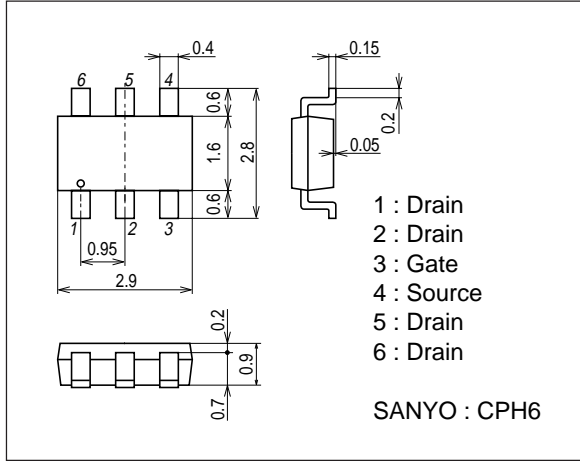 0.4
0.15
6 5 4
0.6
1.6
2.8
0.6
0.2
0.05
1 2 3
0.95
2.9
1 : Drain
2 : Drain
3 : Gate
4 : Source
5 : Drain
6 : Drain
0.2
0.9
0.7
SANYO : CPH6